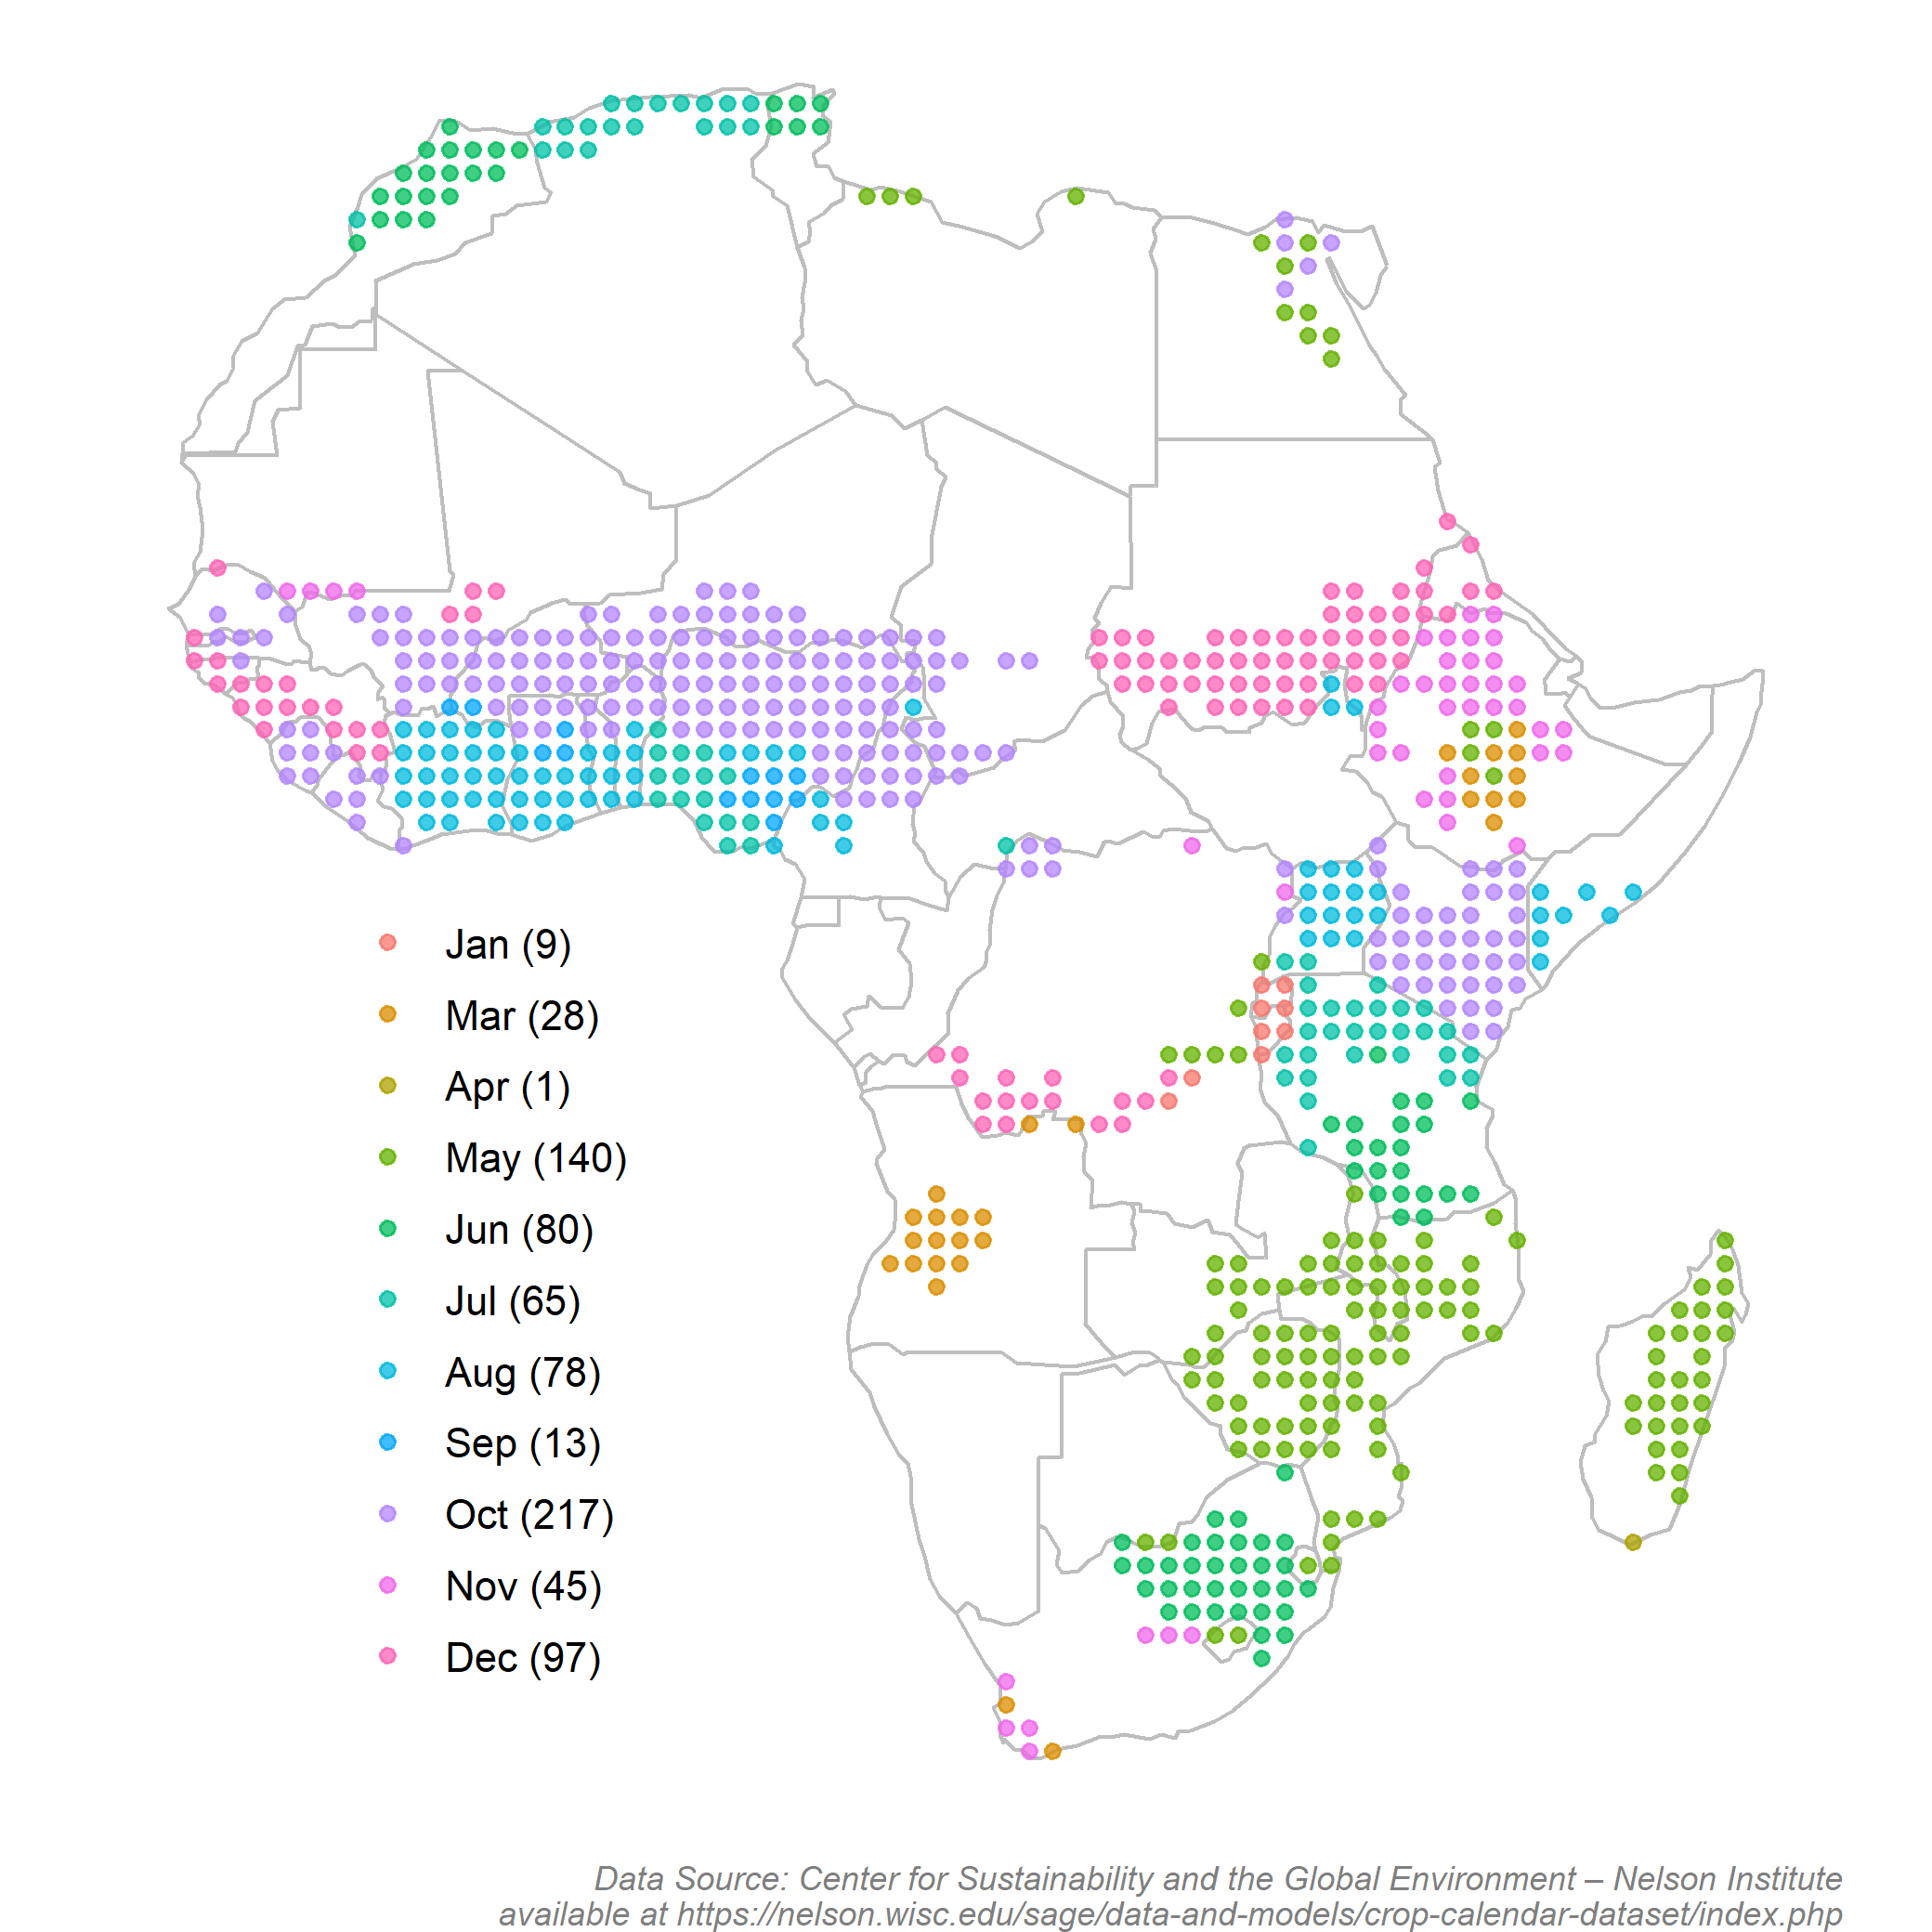 Jan (9)
Mar (28)
Apr (1)
May (140)
Jun (80)
Jul (65)
Aug (78)
Sep (13)
Oct (217)
Nov (45)
Dec (97)
Data Source: Center for Sustainability and the Global Environment – Nelson Institute
available at https://nelson.wisc.edu/sage/data-and-models/crop-calendar-dataset/index.php